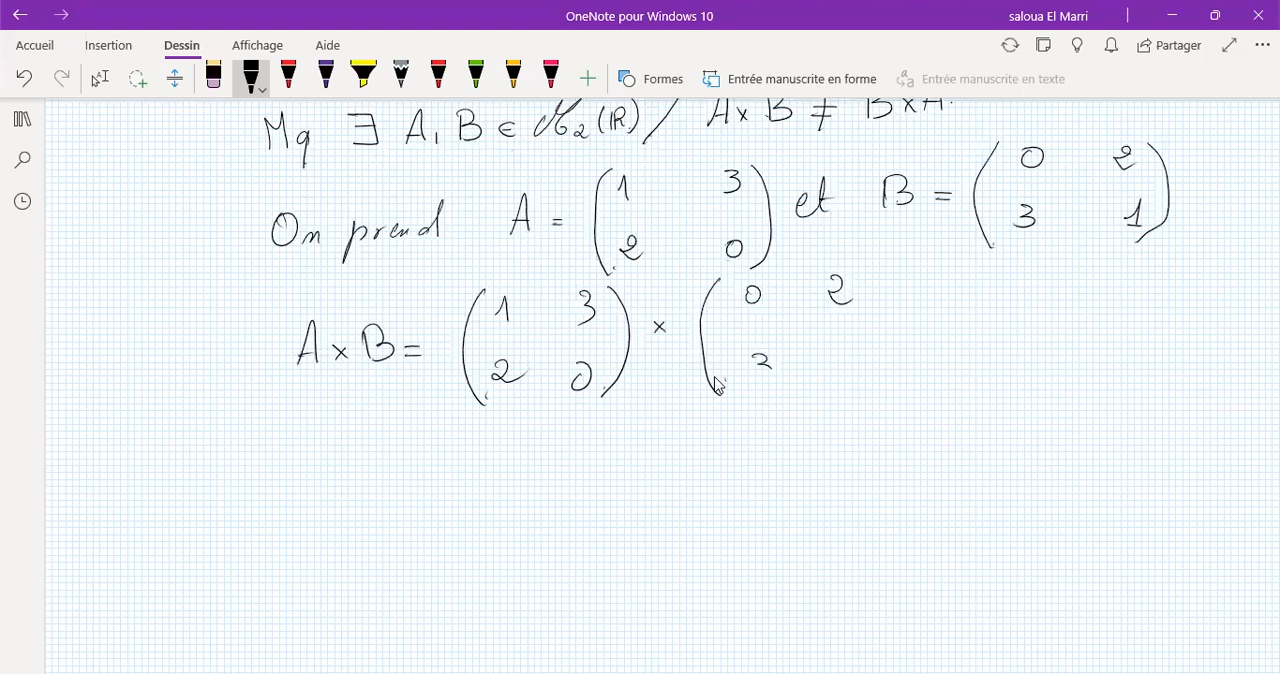 OneNote pour Windows 10
saloua El Marri
Accueil Insertion Dessin Affichage Aide
Partager
Formes Entrée manuscrite en forme Entrée manuscrite en texte
Mq ∃ A, B ∈ ℳ₂(ℝ) / A × B ≠ B × A.
On prend A = ( 1 3 ; 2 0 ) et B = ( 0 2 ; 3 1 )
A × B = ( 1 3 ; 2 0 ) × ( 0 2